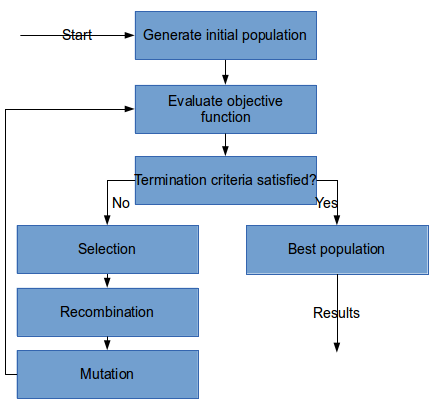 Start
Generate initial population
Evaluate objective
function
Termination criteria satisfied?
No
Yes
Selection
Best population
Recombination
Results
Mutation